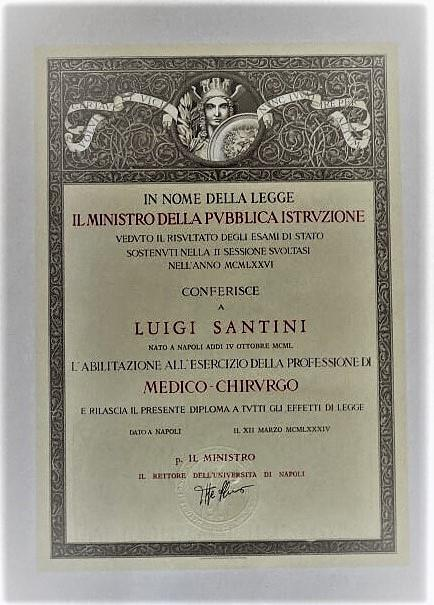 IN NOME DELLA LEGGE
IL MINISTRO DELLA PVBBLICA ISTRVZIONE
VEDVTO IL RISVLTATO DEGLI ESAMI DI STATO
SOSTENVTI NELLA II SESSIONE SVOLTASI
NELL'ANNO MCMLXXVI
CONFERISCE
A
LUIGI SANTINI
NATO A NAPOLI ADDI IV OTTOBRE MCML
L'ABILITAZIONE ALL'ESERCIZIO DELLA PROFESSIONE DI
MEDICO-CHIRVRGO
E RILASCIA IL PRESENTE DIPLOMA A TVTTI GLI EFFETTI DI LEGGE
DATO A NAPOLI IL XII MARZO MCMLXXXIV
p. IL MINISTRO
IL RETTORE DELL'UNIVERSITA DI NAPOLI